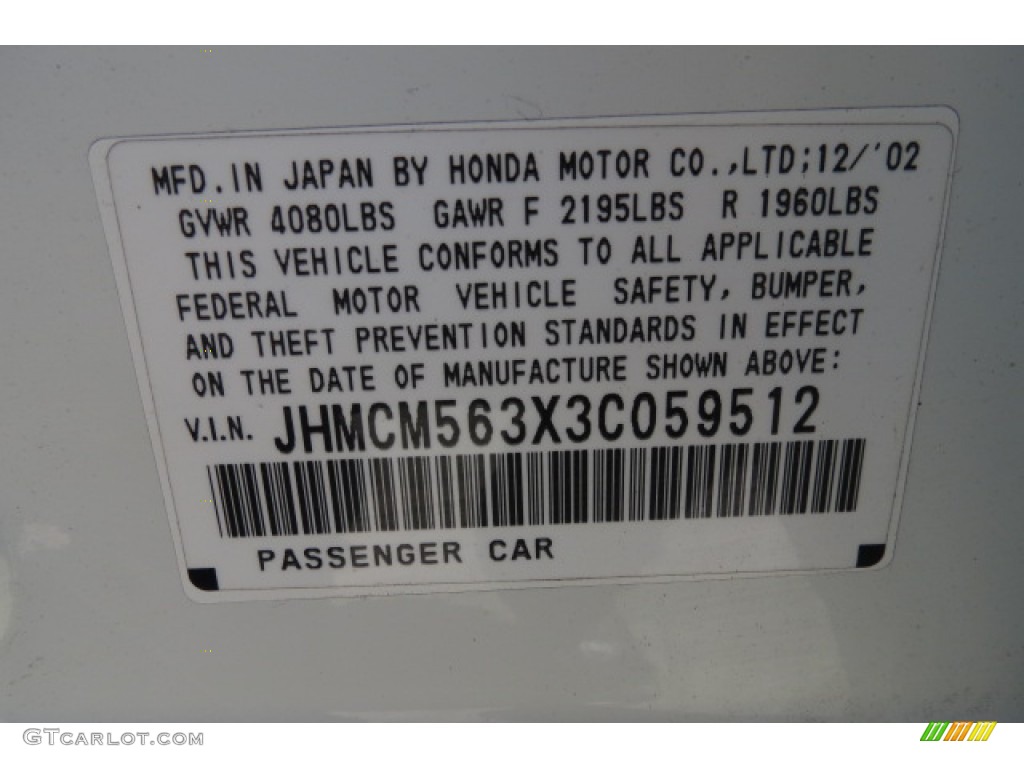 MFD. IN JAPAN BY HONDA MOTOR CO.,LTD;12/'02
GVWR 4080LBS GAWR F 2195LBS R 1960LBS
THIS VEHICLE CONFORMS TO ALL APPLICABLE
FEDERAL MOTOR VEHICLE SAFETY, BUMPER,
AND THEFT PREVENTION STANDARDS IN EFFECT
ON THE DATE OF MANUFACTURE SHOWN ABOVE:
V.I.N. JHMCM563X3C059512
PASSENGER CAR
GTCARLOT.COM